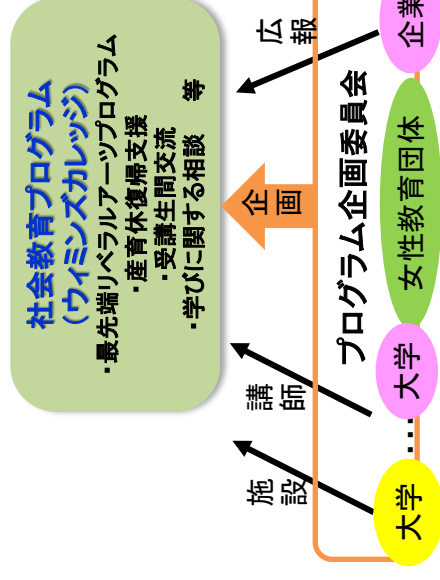 社会教育プログラム
（ウィミンズカレッジ）
・最先端リベラルアーツプログラム
・産育休復帰支援
・受講生間交流
・学びに関する相談　等
施設
講師
企画
広報
プログラム企画委員会
大学
・・・
大学
女性教育団体
企業